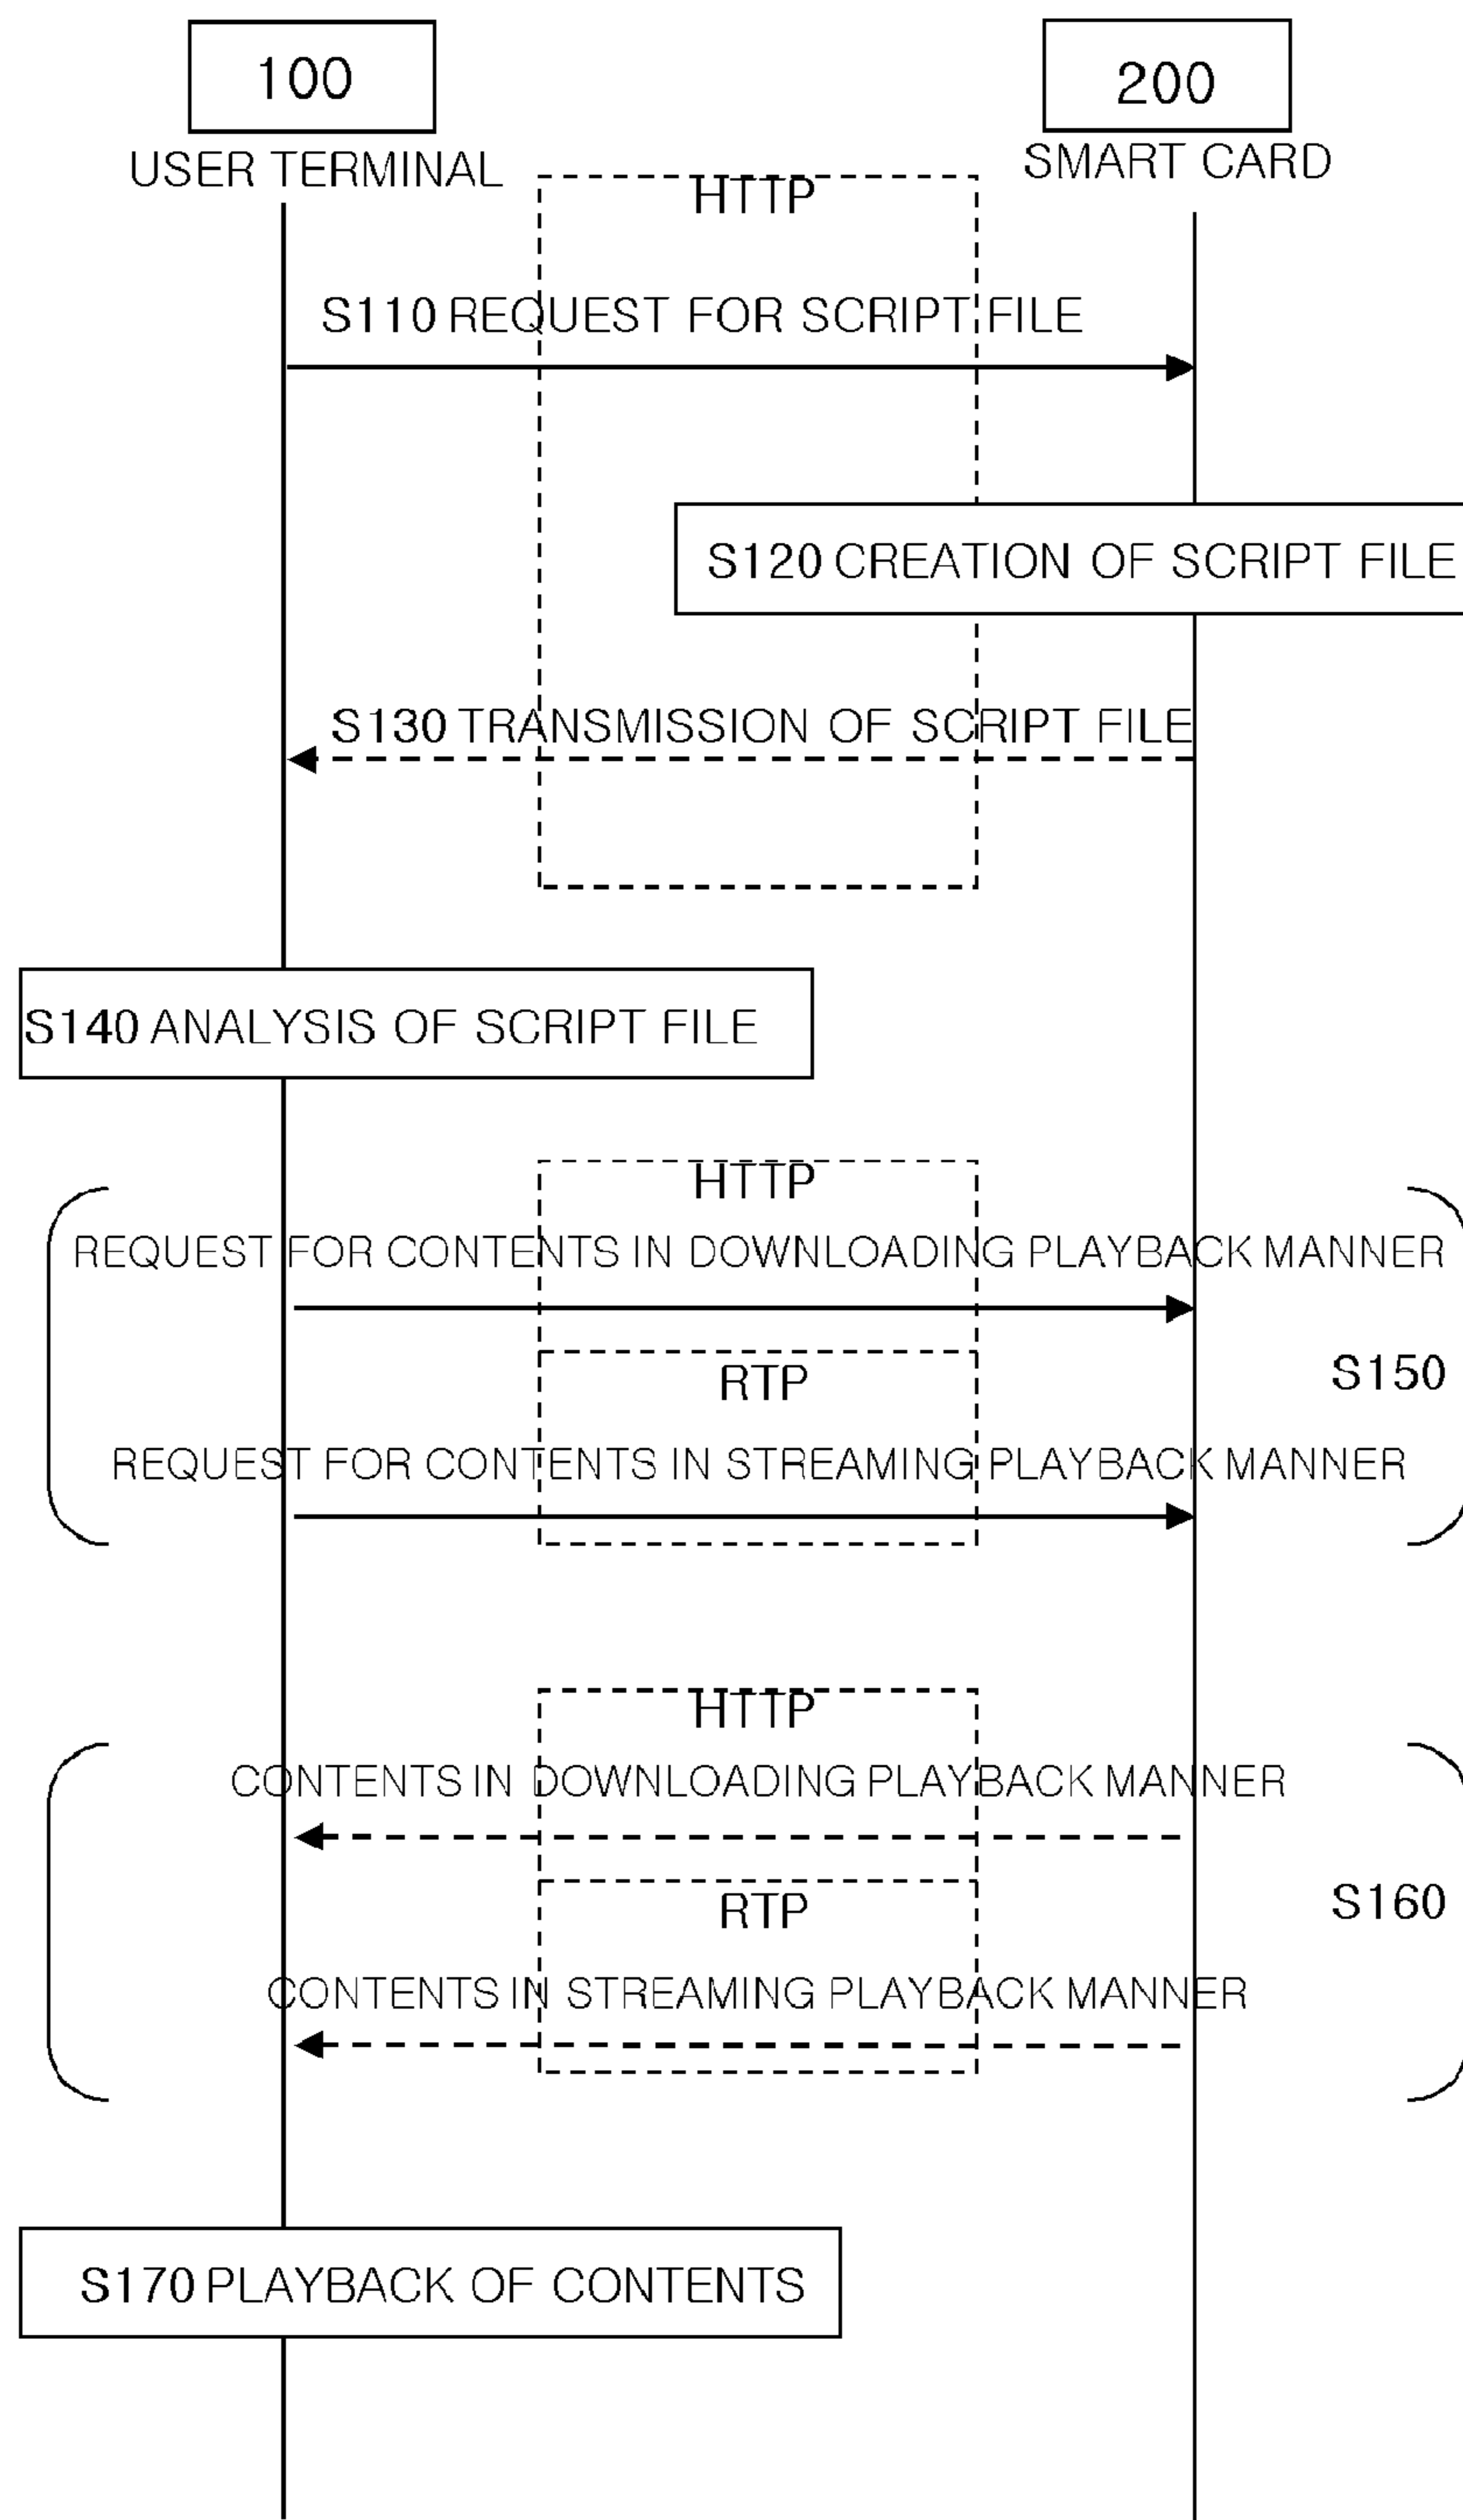 100
200
USER TERMINAL
SMART CARD
HTTP
S110 REQUEST FOR SCRIPT FILE
S120 CREATION OF SCRIPT FILE
S130 TRANSMISSION OF SCRIPT FILE
S140 ANALYSIS OF SCRIPT FILE
HTTP
REQUEST FOR CONTENTS IN DOWNLOADING PLAYBACK MANNER
RTP
S150
REQUEST FOR CONTENTS IN STREAMING PLAYBACK MANNER
HTTP
CONTENTS IN DOWNLOADING PLAYBACK MANNER
RTP
S160
CONTENTS IN STREAMING PLAYBACK MANNER
S170 PLAYBACK OF CONTENTS